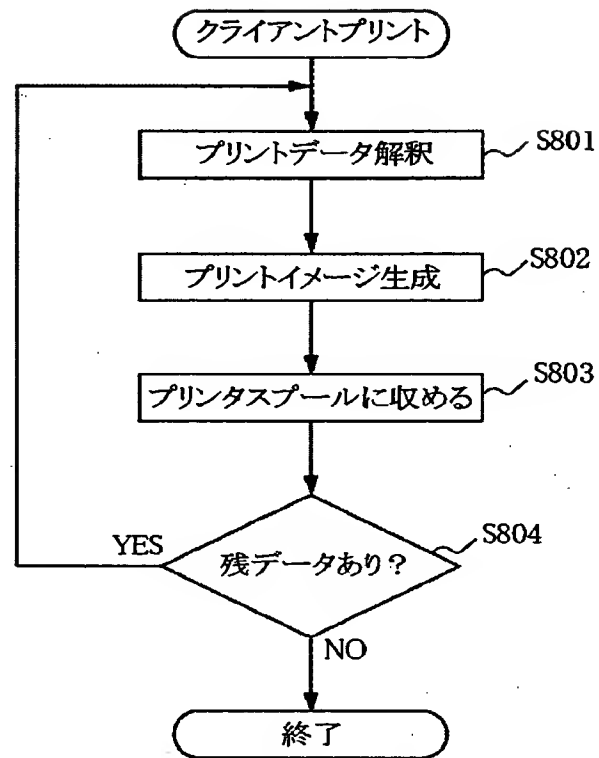 クライアントプリント
プリントデータ解釈
S801
プリントイメージ生成
S802
プリンタスプールに収める
S803
残データあり？
S804
YES
NO
終了